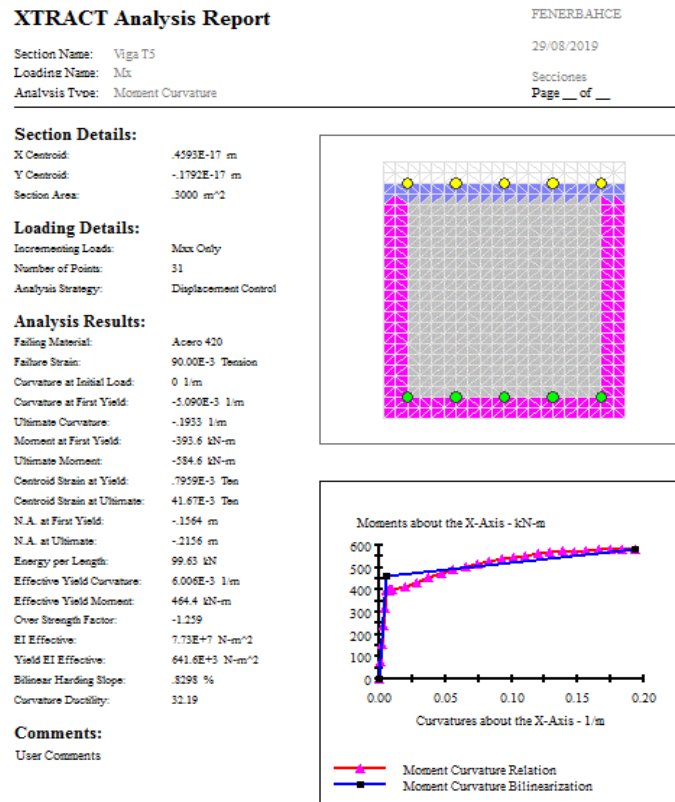 XTRACT Analysis Report
FENERBAHCE
29/08/2019
Section Name: Viga T5
Loading Name: Mx
Analysis Type: Moment Curvature
Secciones
Page __ of __
Section Details:
X Centroid: .4593E-17 m
Y Centroid: -.1792E-17 m
Section Area: .3000 m^2
Loading Details:
Incrementing Loads: Mxx Only
Number of Points: 31
Analysis Strategy: Displacement Control
Analysis Results:
Failing Material: Acero 420
Failure Strain: 90.00E-3 Tension
Curvature at Initial Load: 0 1/m
Curvature at First Yield: -5.090E-3 1/m
Ultimate Curvature: -.1933 1/m
Moment at First Yield: -393.6 kN-m
Ultimate Moment: -584.6 kN-m
Centroid Strain at Yield: .7959E-3 Ten
Centroid Strain at Ultimate: 41.67E-3 Ten
N.A. at First Yield: -.1564 m
N.A. at Ultimate: -.2156 m
Energy per Length: 99.63 kN
Effective Yield Curvature: 6.006E-3 1/m
Effective Yield Moment: 464.4 kN-m
Over Strength Factor: -1.259
EI Effective: 7.73E+7 N-m^2
Yield EI Effective: 641.6E+3 N-m^2
Bilinear Harding Slope: .8298 %
Curvature Ductility: 32.19
Comments:
User Comments
Moments about the X-Axis - kN-m
600
500
400
300
200
100
0
0.00 0.05 0.10 0.15 0.20
Curvatures about the X-Axis - 1/m
Moment Curvature Relation
Moment Curvature Bilinearization